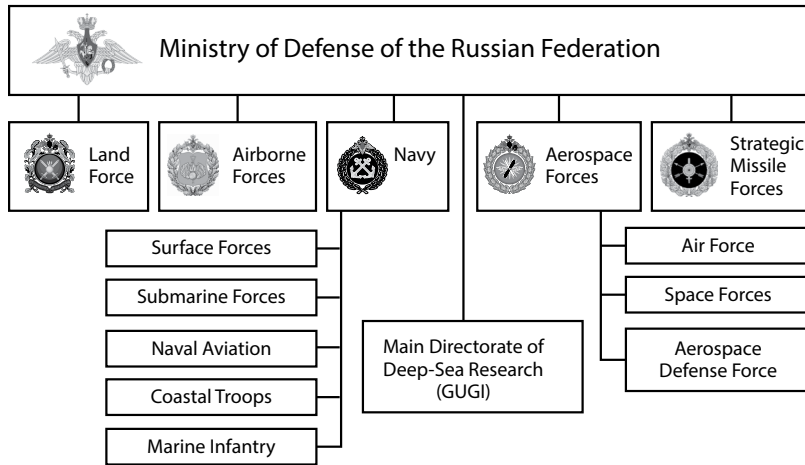 Ministry of Defense of the Russian Federation
Land
Force
Airborne
Forces
Navy
Aerospace
Forces
Strategic
Missile
Forces
Surface Forces
Submarine Forces
Naval Aviation
Coastal Troops
Marine Infantry
Main Directorate of
Deep-Sea Research
(GUGI)
Air Force
Space Forces
Aerospace
Defense Force